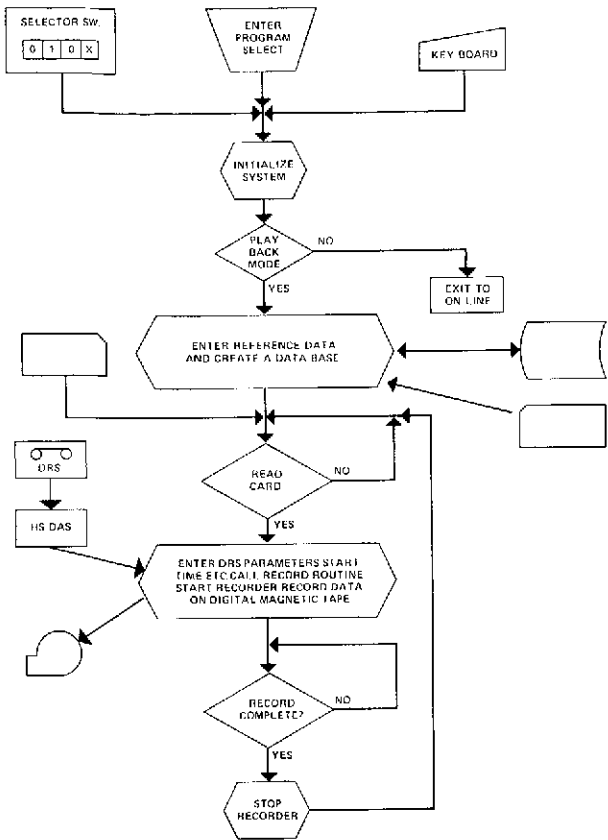 SELECTOR SW.
0 1 0 X
ENTER
PROGRAM
SELECT
KEY BOARD
INITIALIZE
SYSTEM
PLAY
BACK
MODE
NO
YES
EXIT TO
ON LINE
ENTER REFERENCE DATA
AND CREATE A DATA BASE
DRS
READ
CARD
NO
YES
HS DAS
ENTER DRS PARAMETERS START
TIME ETC. CALL RECORD ROUTINE
START RECORDER RECORD DATA
ON DIGITAL MAGNETIC TAPE
RECORD
COMPLETE?
NO
YES
STOP
RECORDER